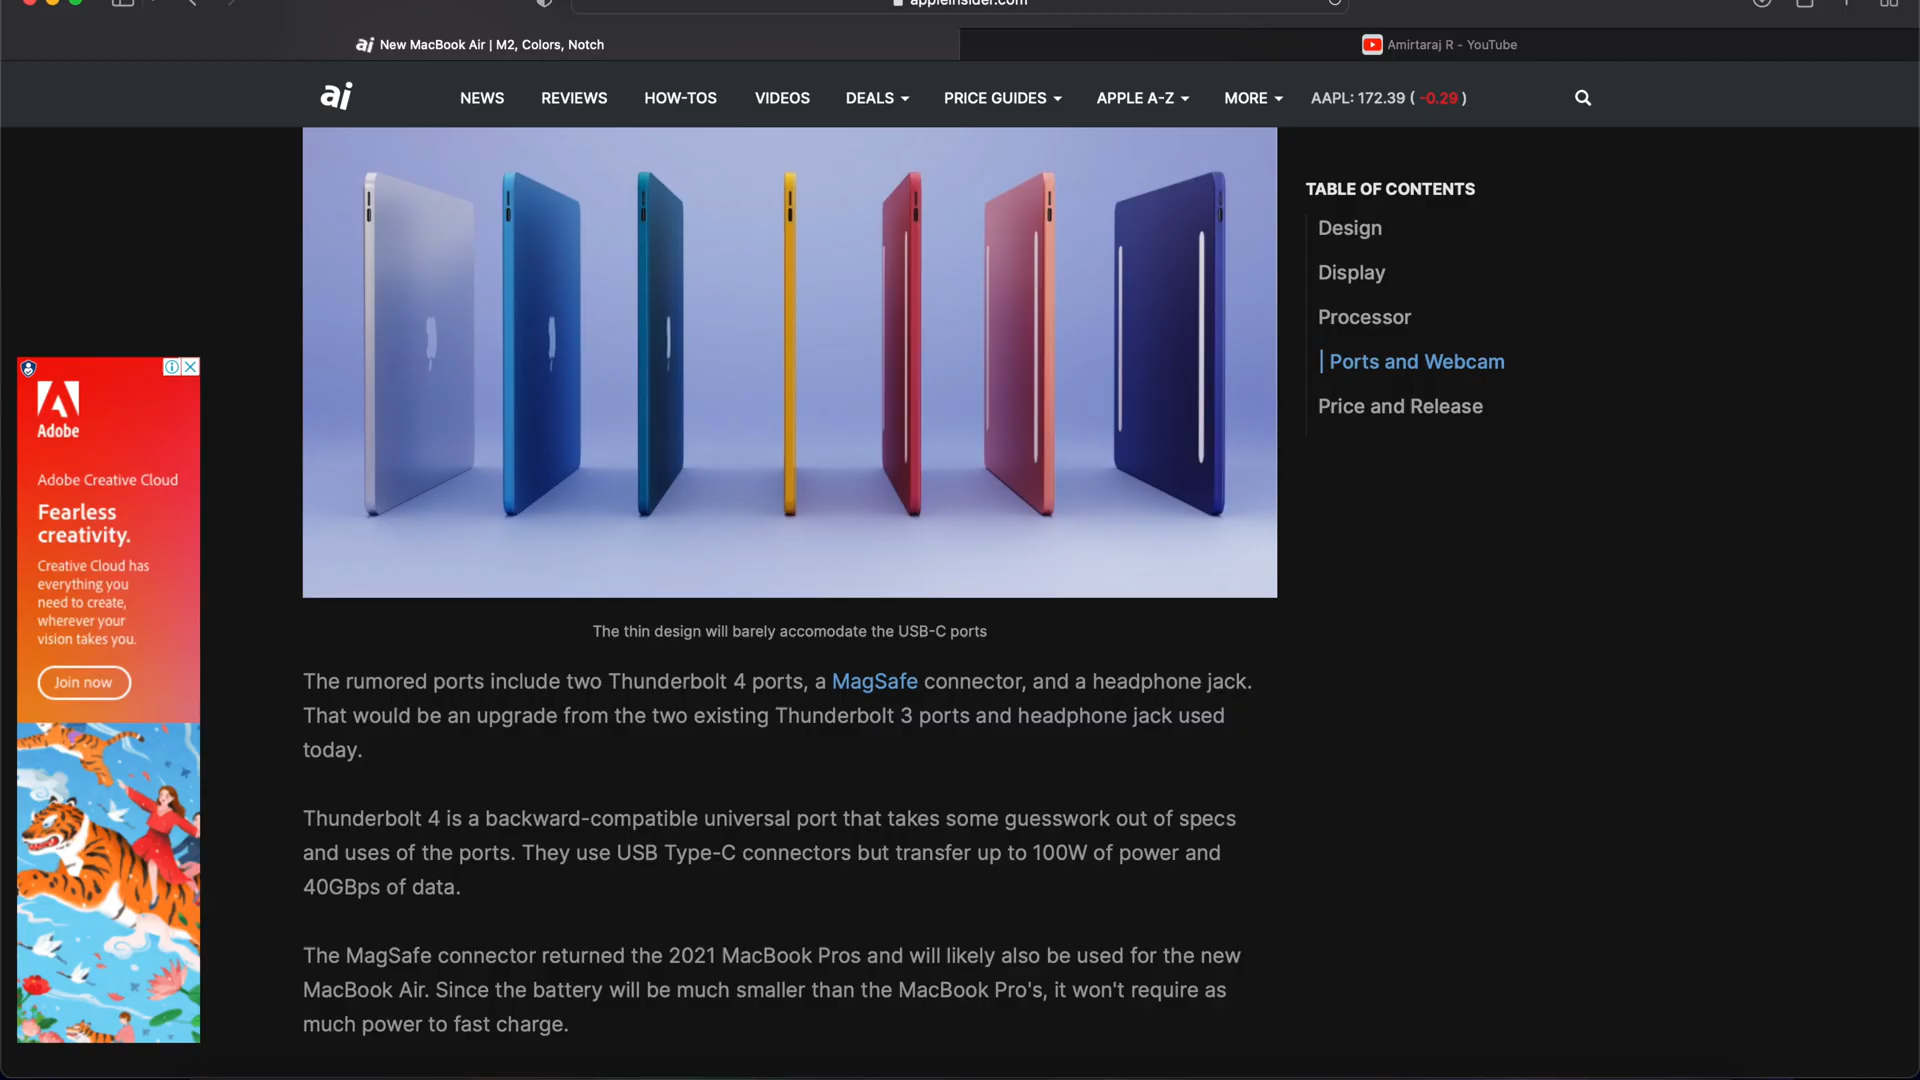 appleinsider.com
ai New MacBook Air | M2, Colors, Notch
Amirtaraj R - YouTube
ai NEWS REVIEWS HOW-TOS VIDEOS DEALS PRICE GUIDES APPLE A-Z MORE AAPL: 172.39 ( -0.29 )
TABLE OF CONTENTS
Design
Display
Processor
Ports and Webcam
Price and Release
Adobe
Adobe Creative Cloud
Fearless
creativity.
Creative Cloud has
everything you
need to create,
wherever your
vision takes you.
Join now
The thin design will barely accomodate the USB-C ports
The rumored ports include two Thunderbolt 4 ports, a MagSafe connector, and a headphone jack.
That would be an upgrade from the two existing Thunderbolt 3 ports and headphone jack used
today.
Thunderbolt 4 is a backward-compatible universal port that takes some guesswork out of specs
and uses of the ports. They use USB Type-C connectors but transfer up to 100W of power and
40GBps of data.
The MagSafe connector returned the 2021 MacBook Pros and will likely also be used for the new
MacBook Air. Since the battery will be much smaller than the MacBook Pro's, it won't require as
much power to fast charge.